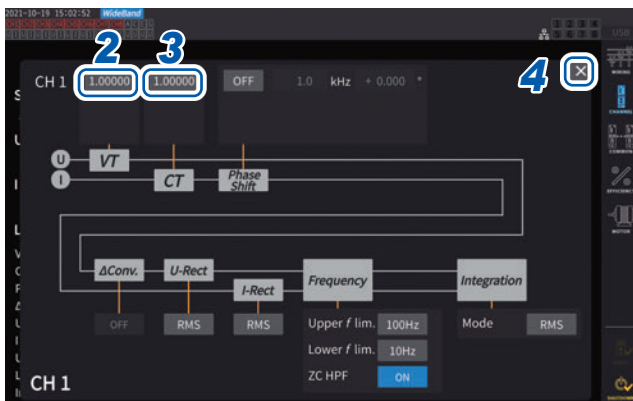 2021-10-19 15:02:52 WideBand
USB
2 3 4
CH 1 1.00000 1.00000 OFF 1.0 kHz + 0.000 °
WIRING
CHANNEL
COMMON
EFFICIENCY
MOTOR
U VT
I CT Phase
Shift
ΔConv. U-Rect I-Rect Frequency Integration
OFF RMS RMS Upper f lim. 100Hz Mode RMS
Lower f lim. 10Hz
ZC HPF ON
CH 1